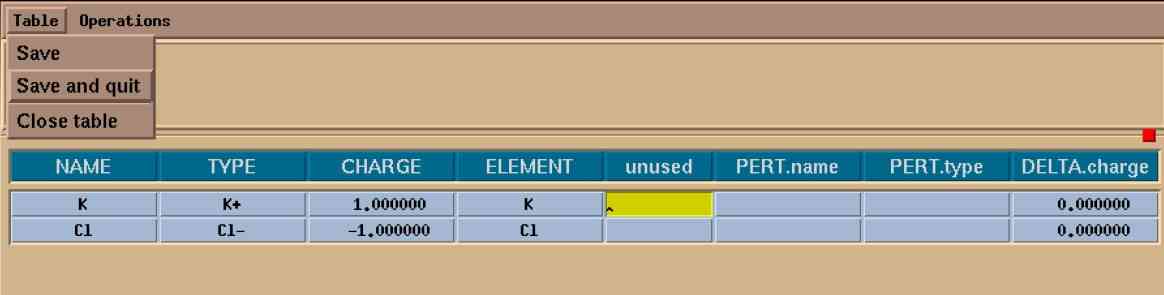 Table Operations
Save
Save and quit
Close table
NAME TYPE CHARGE ELEMENT unused PERT.name PERT.type DELTA.charge
K K+ 1.000000 K 0.000000
Cl Cl- -1.000000 Cl 0.000000